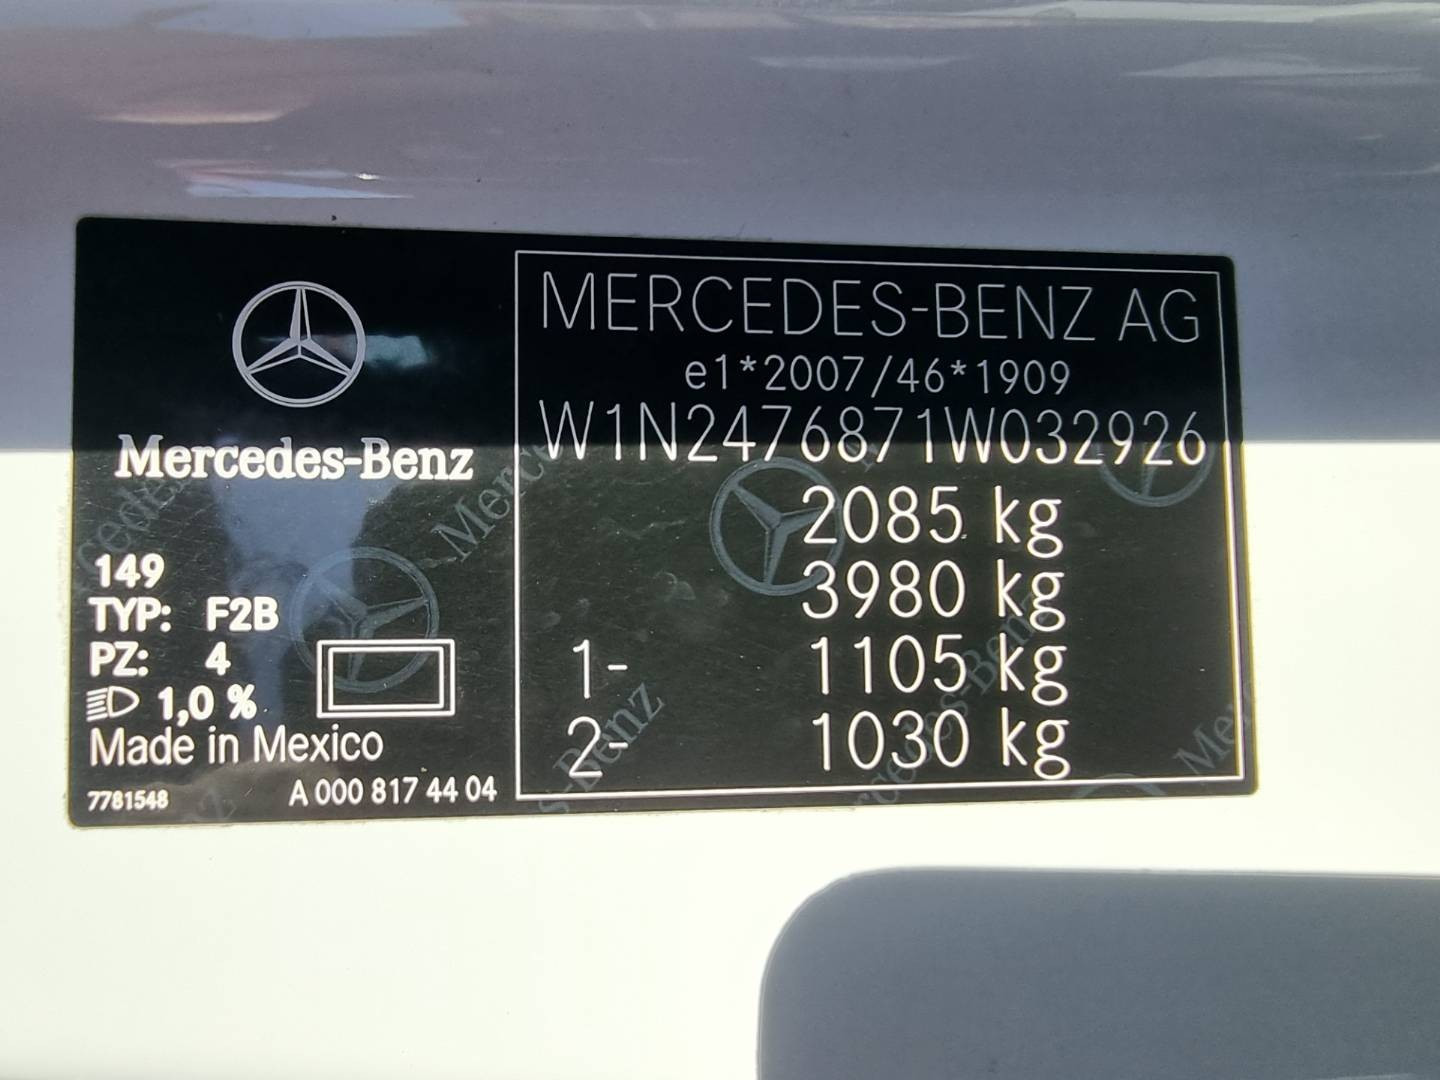 Mercedes-Benz
149
TYP: F2B
PZ: 4
1,0 %
Made in Mexico
7781548 A 000 817 44 04
MERCEDES-BENZ AG
e1*2007/46*1909
W1N2476871W032926
2085 kg
3980 kg
1- 1105 kg
2- 1030 kg